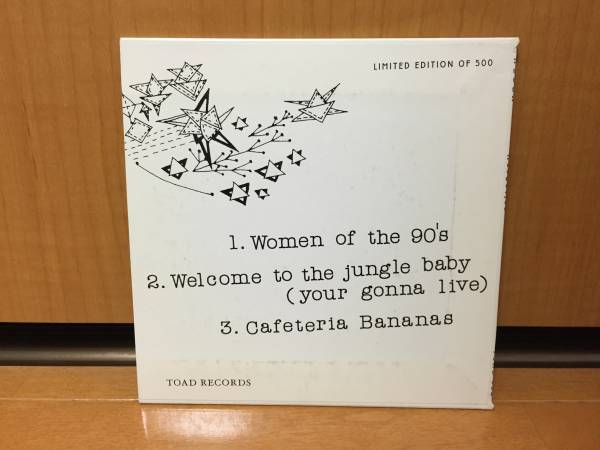 LIMITED EDITION OF 500
1. Women of the 90's
2. Welcome to the jungle baby
(your gonna live)
3. Cafeteria Bananas
TOAD RECORDS